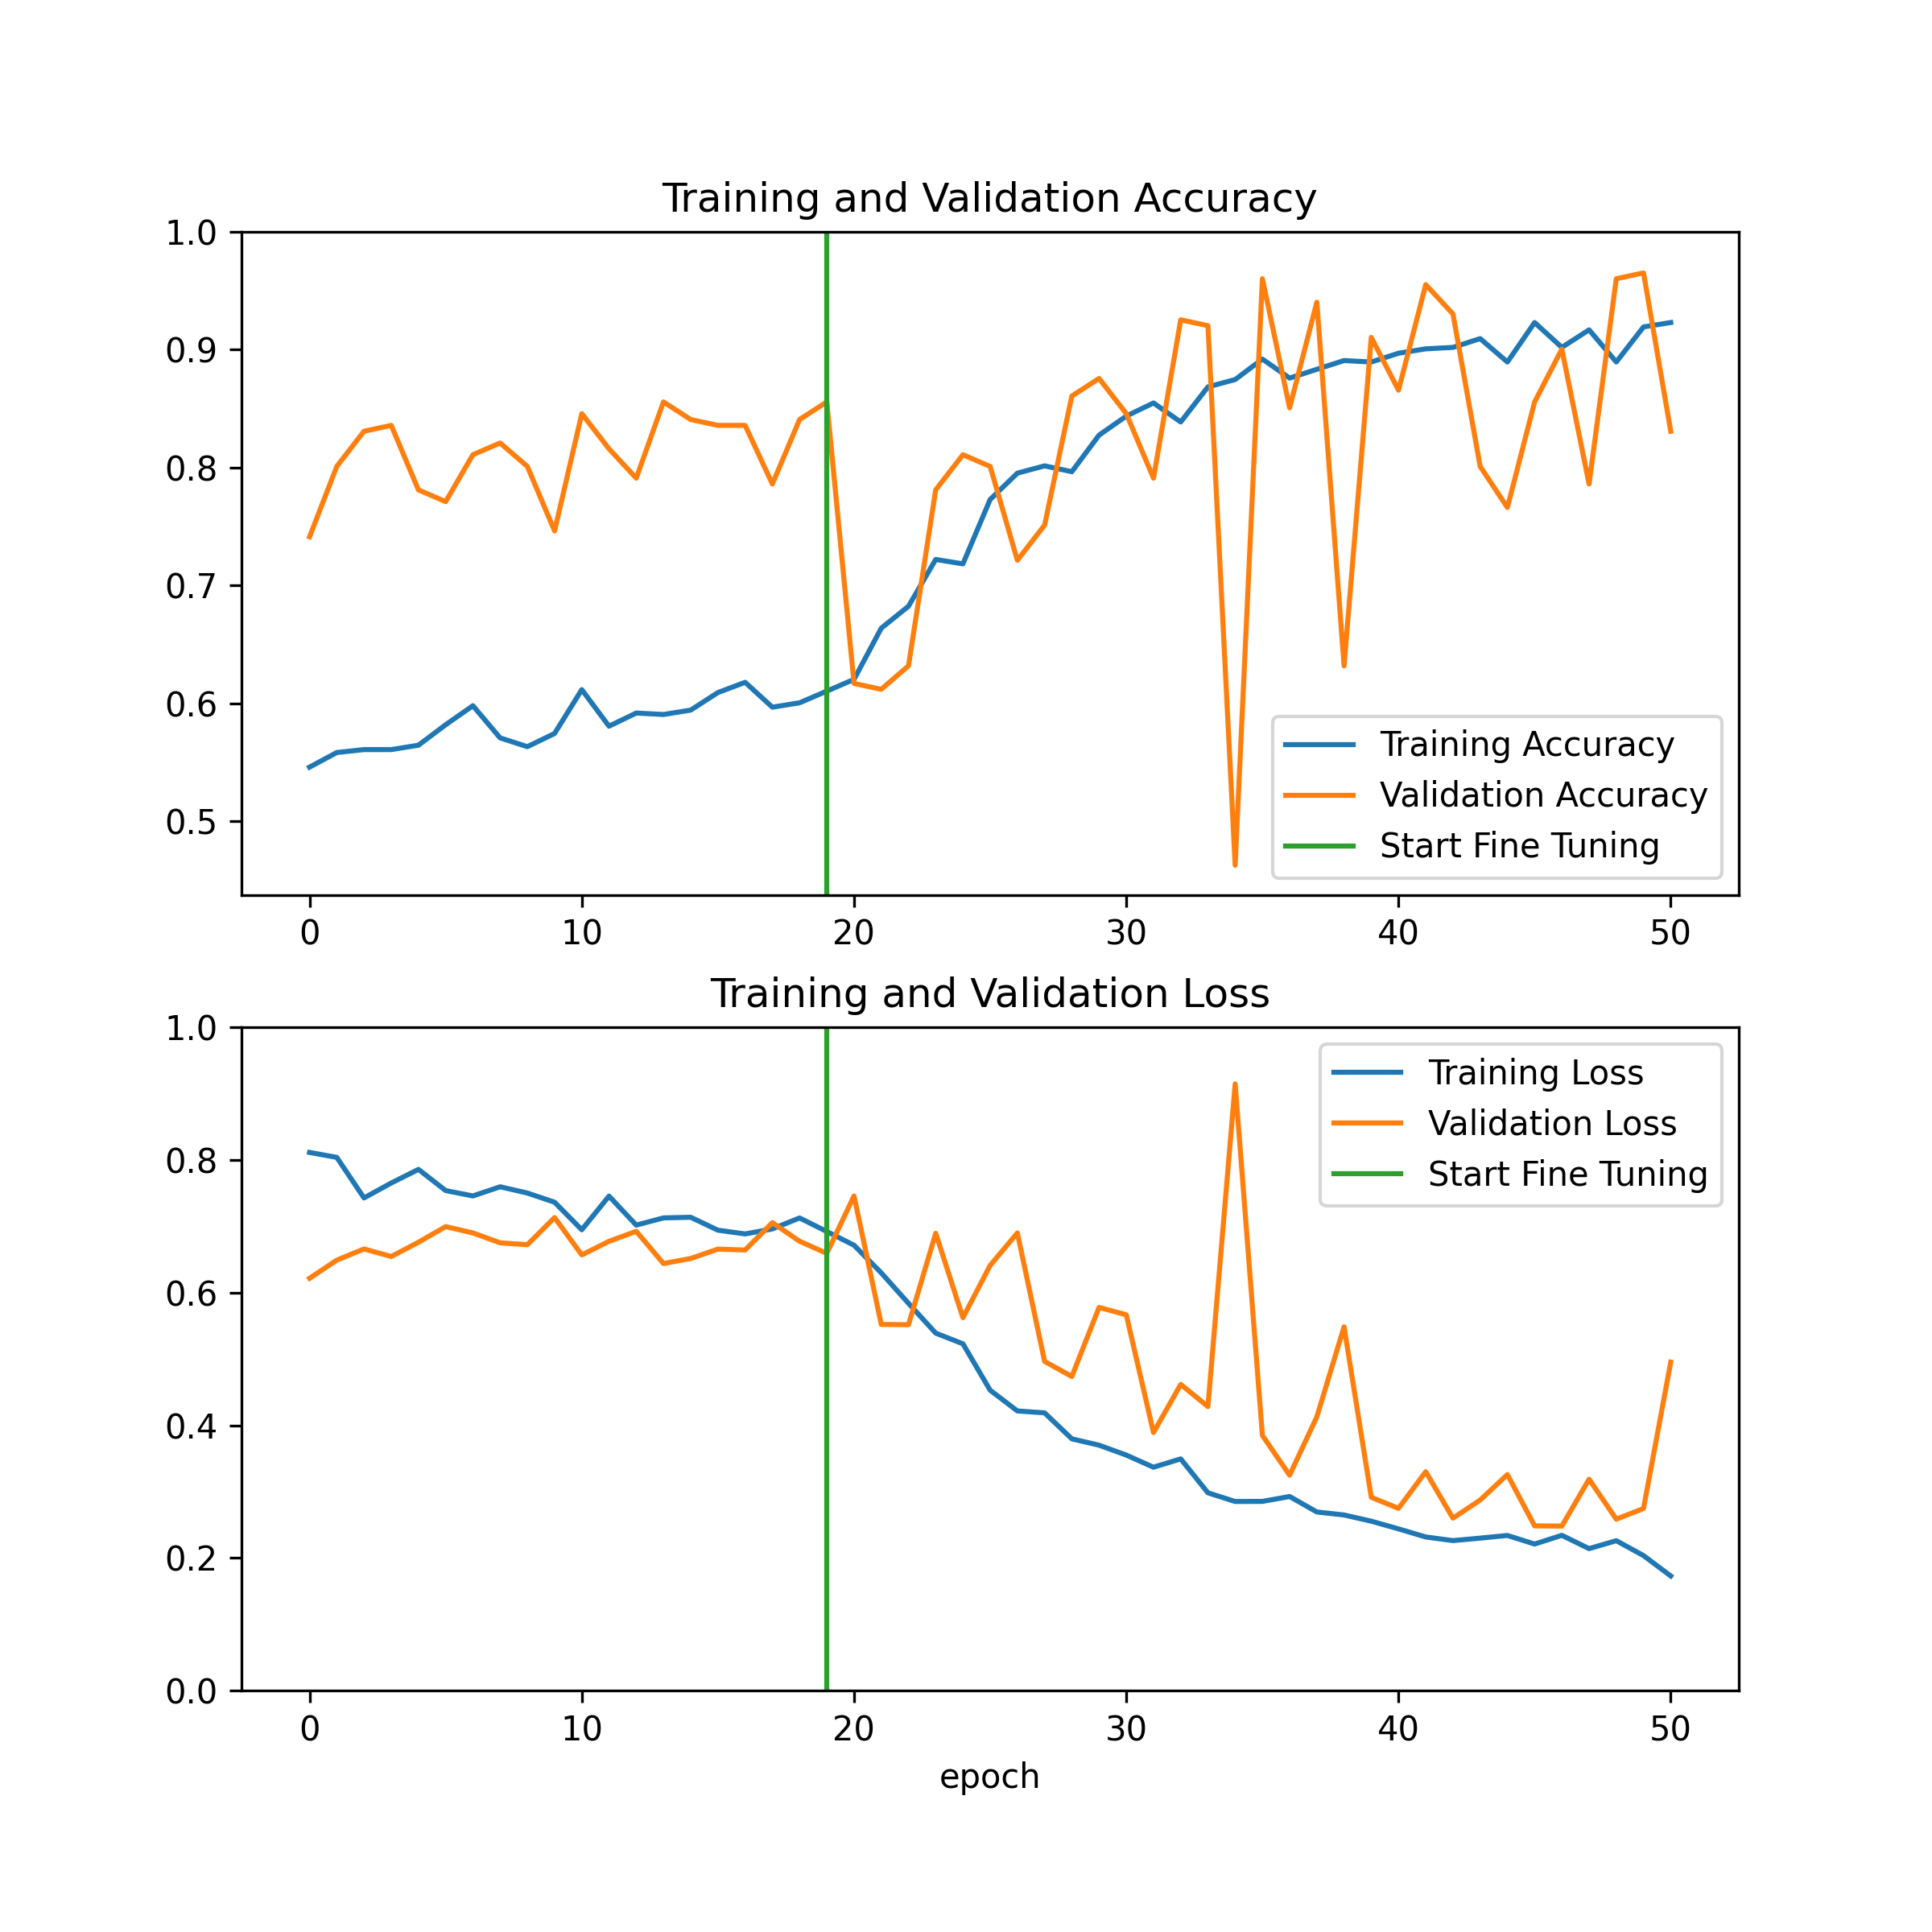 Training and Validation Accuracy
1.0
0.9
0.8
0.7
0.6
0.5
Training Accuracy
Validation Accuracy
Start Fine Tuning
0 10 20 30 40 50
Training and Validation Loss
1.0
0.8
0.6
0.4
0.2
0.0
Training Loss
Validation Loss
Start Fine Tuning
0 10 20 30 40 50
epoch